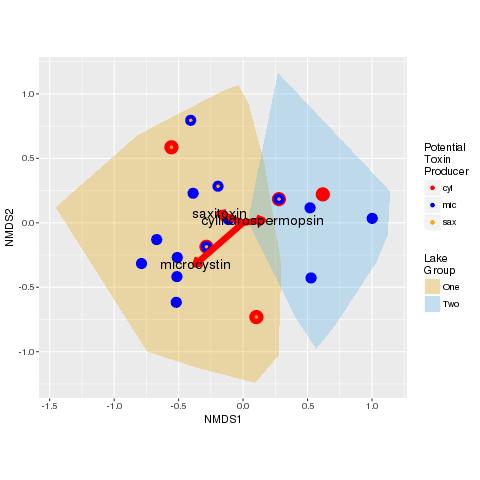 Potential
Toxin
Producer
cyl
mic
sax
Lake
Group
One
Two
saxitoxin
cylindrospermopsin
microcystin
1.0
0.5
0.0
-0.5
-1.0
NMDS2
-1.5 -1.0 -0.5 0.0 0.5 1.0
NMDS1